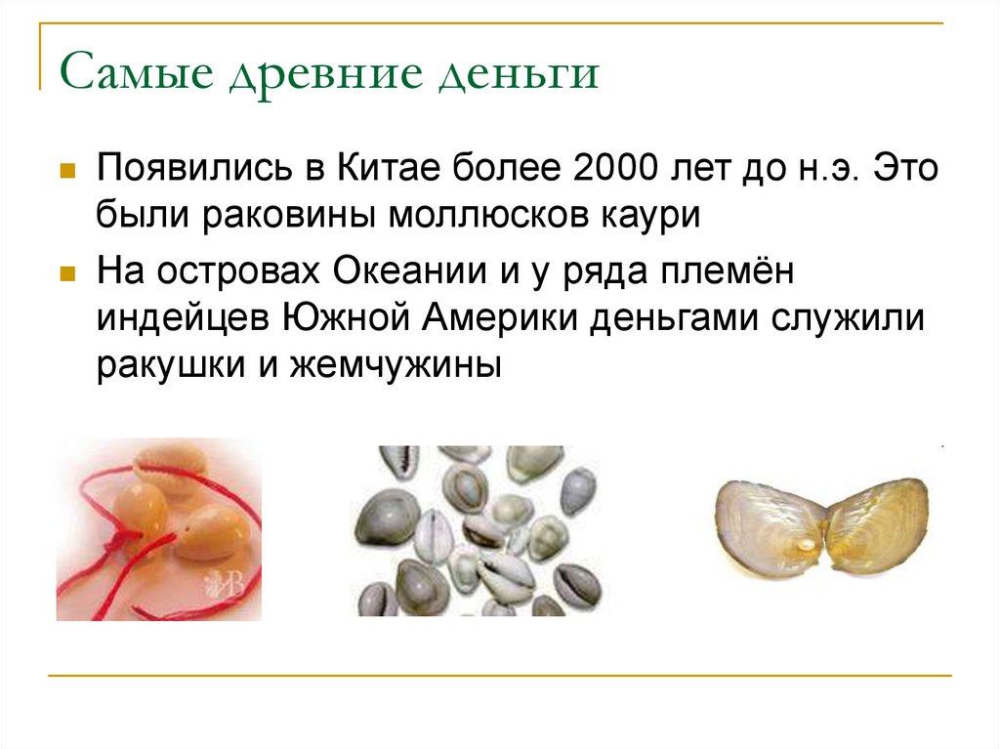 Самые древние деньги
Появились в Китае более 2000 лет до н.э. Это
были раковины моллюсков каури
На островах Океании и у ряда племён
индейцев Южной Америки деньгами служили
ракушки и жемчужины
B